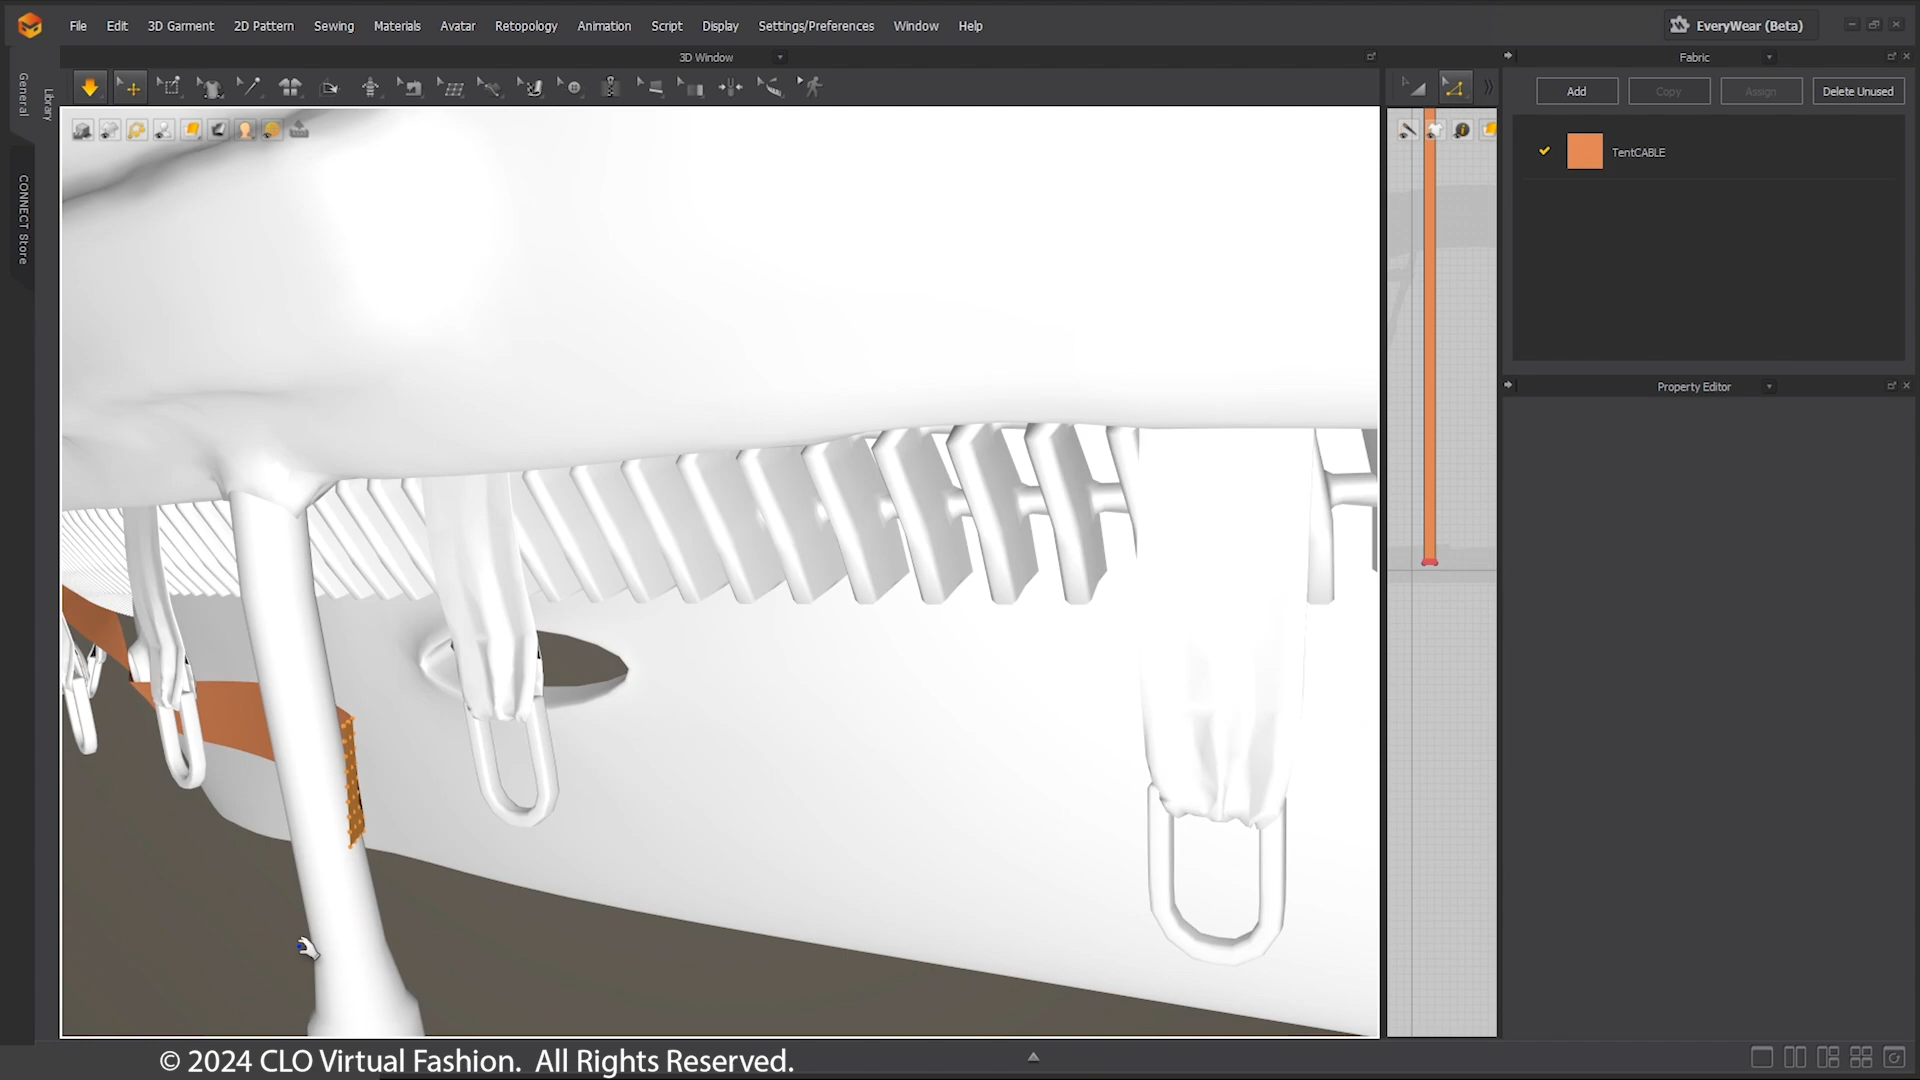 File Edit 3D Garment 2D Pattern Sewing Materials Avatar Retopology Animation Script Display Settings/Preferences Window Help
EveryWear (Beta)
3D Window
Fabric
General
Library
CONNECT Store
Add Copy Assign Delete Unused
TentCABLE
Property Editor
© 2024 CLO Virtual Fashion. All Rights Reserved.